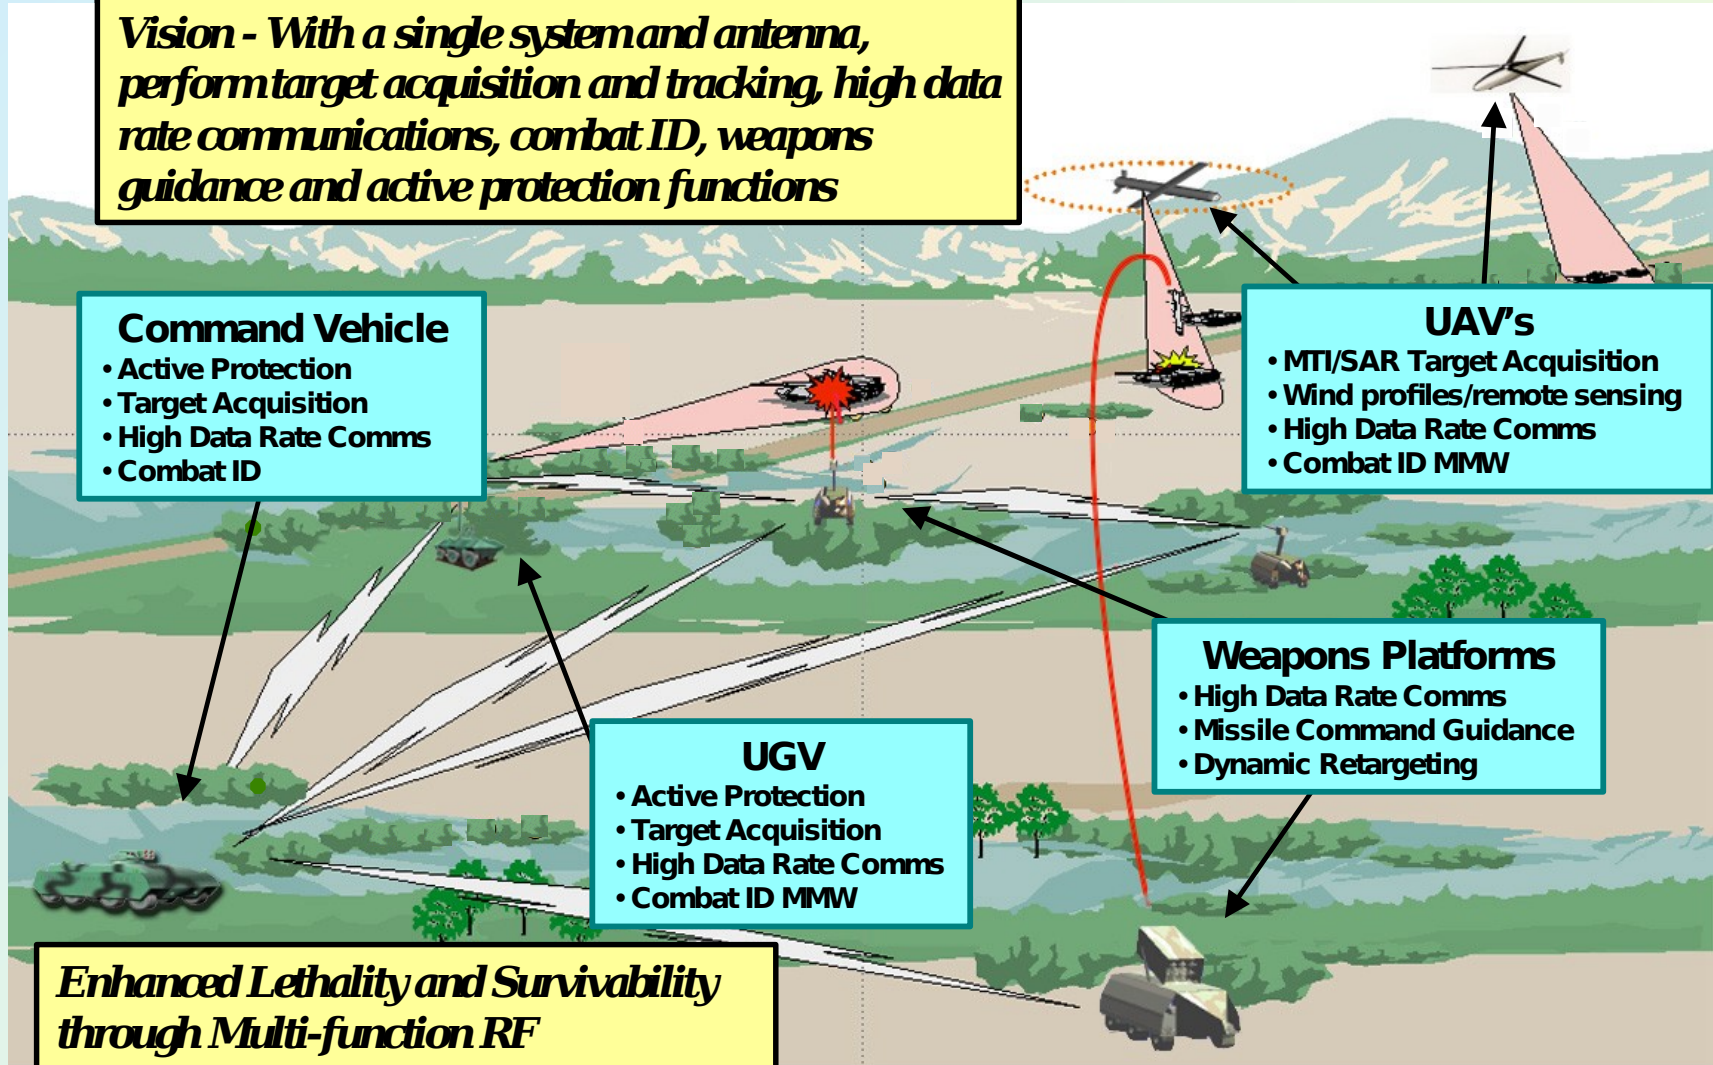 Vision - With a single system and antenna,
perform target acquisition and tracking, high data
rate communications, combat ID, weapons
guidance and active protection functions
Command Vehicle
• Active Protection
• Target Acquisition
• High Data Rate Comms
• Combat ID
UAV's
• MTI/SAR Target Acquisition
• Wind profiles/remote sensing
• High Data Rate Comms
• Combat ID MMW
Weapons Platforms
• High Data Rate Comms
• Missile Command Guidance
• Dynamic Retargeting
UGV
• Active Protection
• Target Acquisition
• High Data Rate Comms
• Combat ID MMW
Enhanced Lethality and Survivability
through Multi-function RF